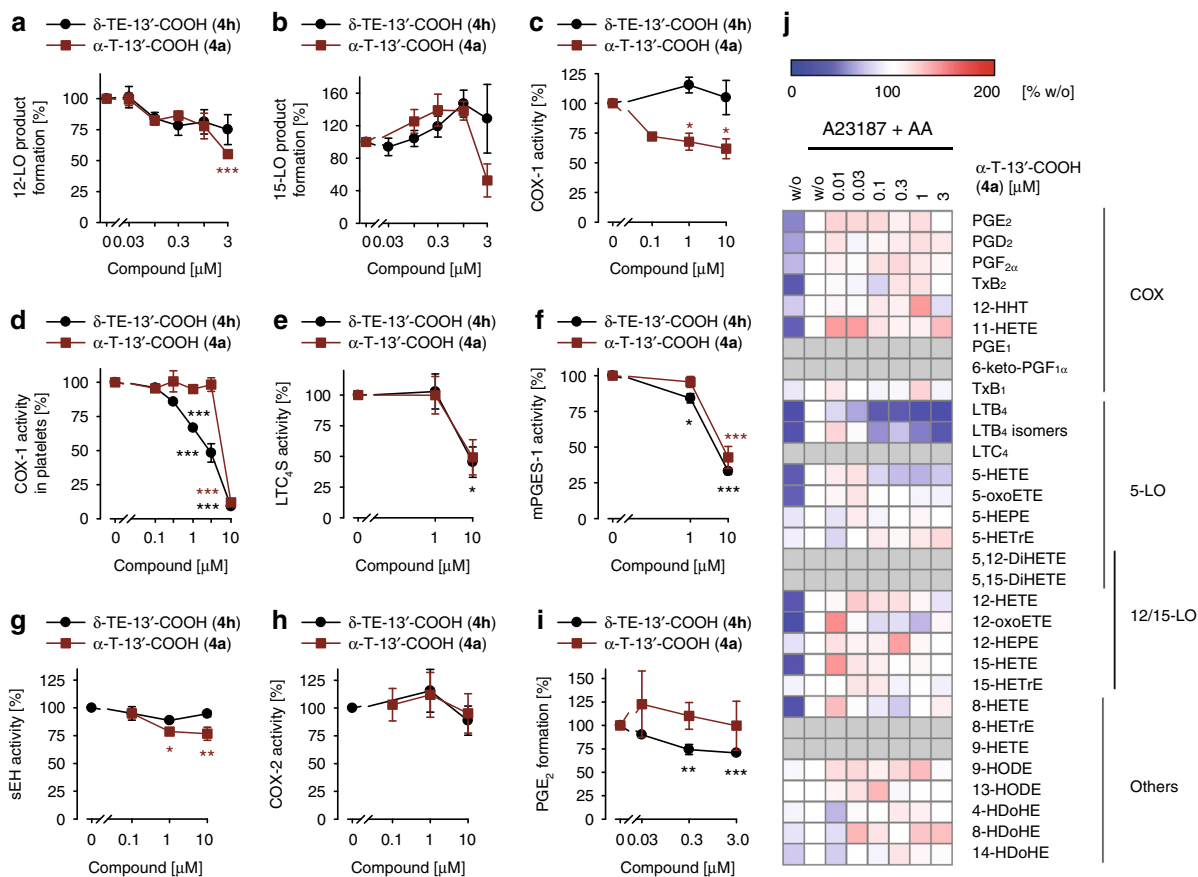 a
δ-TE-13′-COOH (4h)
α-T-13′-COOH (4a)
12-LO product
formation [%]
125
100
75
50
25
0
***
0 0.03 0.3 3
Compound [μM]
b
δ-TE-13′-COOH (4h)
α-T-13′-COOH (4a)
15-LO product
formation [%]
160
120
80
40
0
0 0.03 0.3 3
Compound [μM]
c
δ-TE-13′-COOH (4h)
α-T-13′-COOH (4a)
COX-1 activity [%]
125
100
75
50
25
0
* *
0 0.1 1 10
Compound [μM]
d
δ-TE-13′-COOH (4h)
α-T-13′-COOH (4a)
COX-1 activity
in platelets [%]
100
75
50
25
0
***
***
***
***
0 0.1 1 10
Compound [μM]
e
δ-TE-13′-COOH (4h)
α-T-13′-COOH (4a)
LTC4S activity [%]
125
100
75
50
25
0
*
0 1 10
Compound [μM]
f
δ-TE-13′-COOH (4h)
α-T-13′-COOH (4a)
mPGES-1 activity [%]
100
75
50
25
0
*
***
***
0 1 10
Compound [μM]
g
δ-TE-13′-COOH (4h)
α-T-13′-COOH (4a)
sEH activity [%]
125
100
75
50
25
0
* **
0 0.1 1 10
Compound [μM]
h
δ-TE-13′-COOH (4h)
α-T-13′-COOH (4a)
COX-2 activity [%]
125
100
75
50
25
0
0 0.1 1 10
Compound [μM]
i
δ-TE-13′-COOH (4h)
α-T-13′-COOH (4a)
PGE2 formation [%]
150
125
100
75
50
25
0
** ***
0 0.03 0.3 3.0
Compound [μM]
j
0 100 200 [% w/o]
A23187 + AA
w/o w/o 0.01 0.03 0.1 0.3 1 3
α-T-13′-COOH
(4a) [μM]
PGE2
PGD2
PGF2α
TxB2
12-HHT
11-HETE
PGE1
6-keto-PGF1α
TxB1
COX
LTB4
LTB4 isomers
LTC4
5-HETE
5-oxoETE
5-HEPE
5-HETrE
5,12-DiHETE
5,15-DiHETE
5-LO
12-HETE
12-oxoETE
12-HEPE
15-HETE
15-HETrE
12/15-LO
8-HETE
8-HETrE
9-HETE
9-HODE
13-HODE
4-HDoHE
8-HDoHE
14-HDoHE
Others